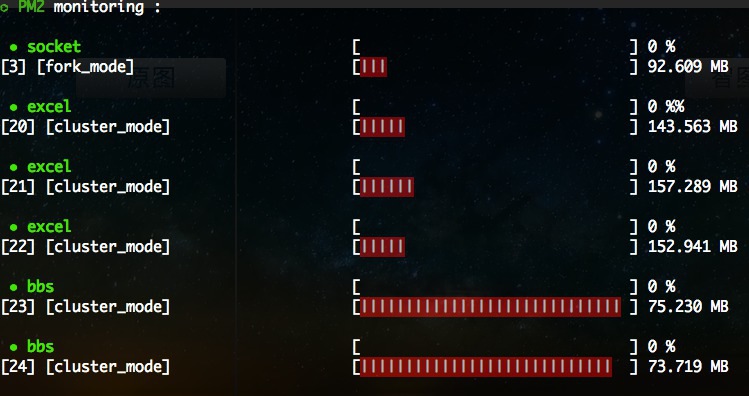 PM2 monitoring :
● socket [ ] 0 %
[3] [fork_mode] [||| ] 92.609 MB
原图
● excel [ ] 0 %%
[20] [cluster_mode] [||||| ] 143.563 MB
● excel [ ] 0 %
[21] [cluster_mode] [|||||| ] 157.289 MB
● excel [ ] 0 %
[22] [cluster_mode] [||||| ] 152.941 MB
● bbs [ ] 0 %
[23] [cluster_mode] [||||||||||||||||||||||||||||| ] 75.230 MB
● bbs [ ] 0 %
[24] [cluster_mode] [|||||||||||||||||||||||||||| ] 73.719 MB